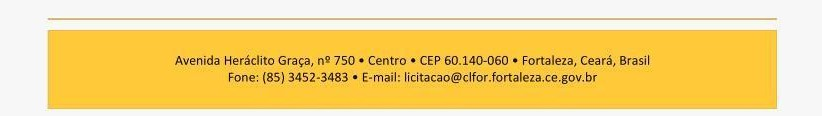 Avenida Heráclito Graça, nº 750 • Centro • CEP 60.140-060 • Fortaleza, Ceará, Brasil
Fone: (85) 3452-3483 • E-mail: licitacao@clfor.fortaleza.ce.gov.br